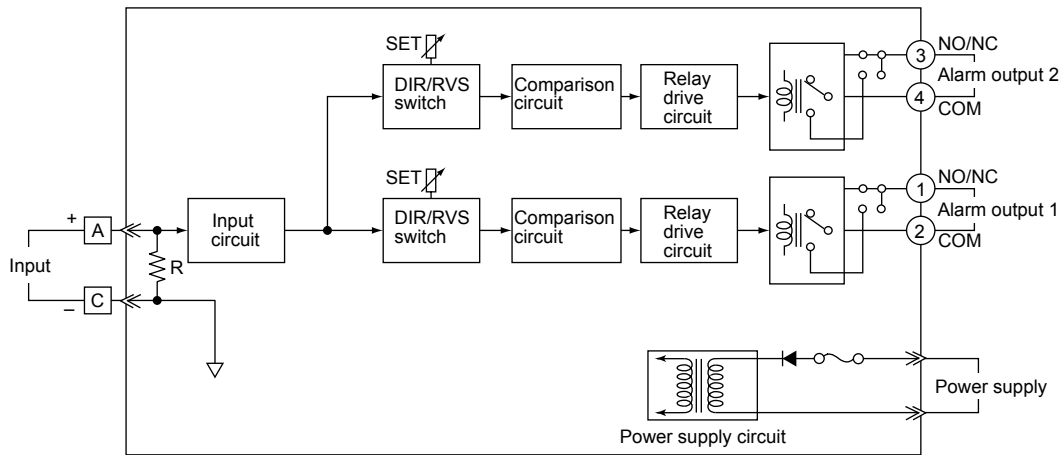 SET
DIR/RVS
switch
Comparison
circuit
Relay
drive
circuit
3
NO/NC
Alarm output 2
4
COM
SET
DIR/RVS
switch
Comparison
circuit
Relay
drive
circuit
1
NO/NC
Alarm output 1
2
COM
+
A
Input
circuit
Input
R
–
C
Power supply
Power supply circuit